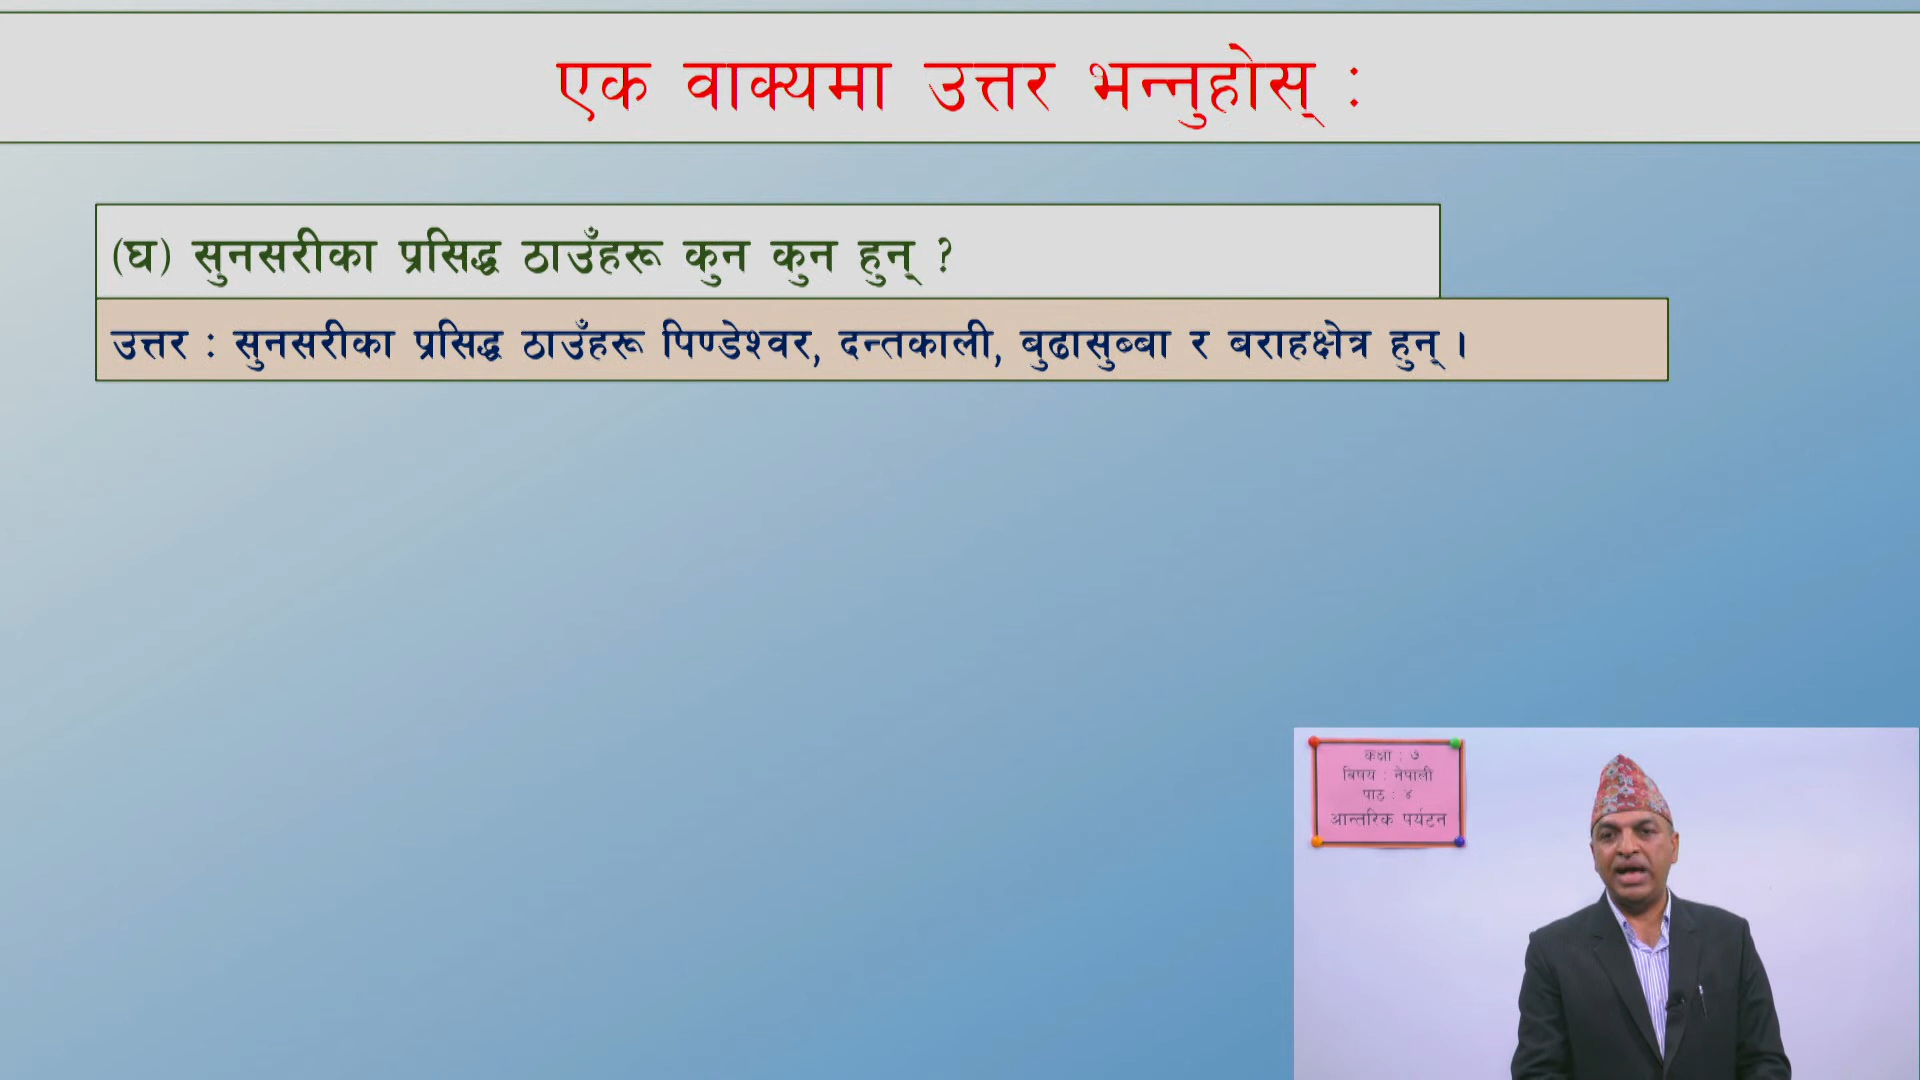 एक वाक्यमा उत्तर भन्नुहोस् :
(घ) सुनसरीका प्रसिद्ध ठाउँहरू कुन कुन हुन् ?
उत्तर : सुनसरीका प्रसिद्ध ठाउँहरू पिण्डेश्वर, दन्तकाली, बुढासुब्बा र बराहक्षेत्र हुन् ।
कक्षा : ७
विषय : नेपाली
पाठ : ४
आन्तरिक पर्यटन